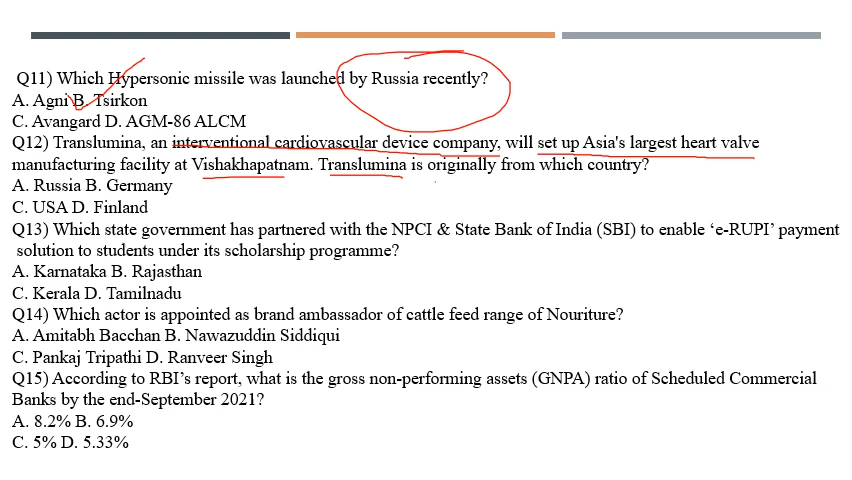 Q11) Which Hypersonic missile was launched by Russia recently?
A. Agni B. Tsirkon
C. Avangard D. AGM-86 ALCM
Q12) Translumina, an interventional cardiovascular device company, will set up Asia's largest heart valve
manufacturing facility at Vishakhapatnam. Translumina is originally from which country?
A. Russia B. Germany
C. USA D. Finland
Q13) Which state government has partnered with the NPCI & State Bank of India (SBI) to enable ‘e-RUPI’ payment
solution to students under its scholarship programme?
A. Karnataka B. Rajasthan
C. Kerala D. Tamilnadu
Q14) Which actor is appointed as brand ambassador of cattle feed range of Nouriture?
A. Amitabh Bacchan B. Nawazuddin Siddiqui
C. Pankaj Tripathi D. Ranveer Singh
Q15) According to RBI’s report, what is the gross non-performing assets (GNPA) ratio of Scheduled Commercial
Banks by the end-September 2021?
A. 8.2% B. 6.9%
C. 5% D. 5.33%